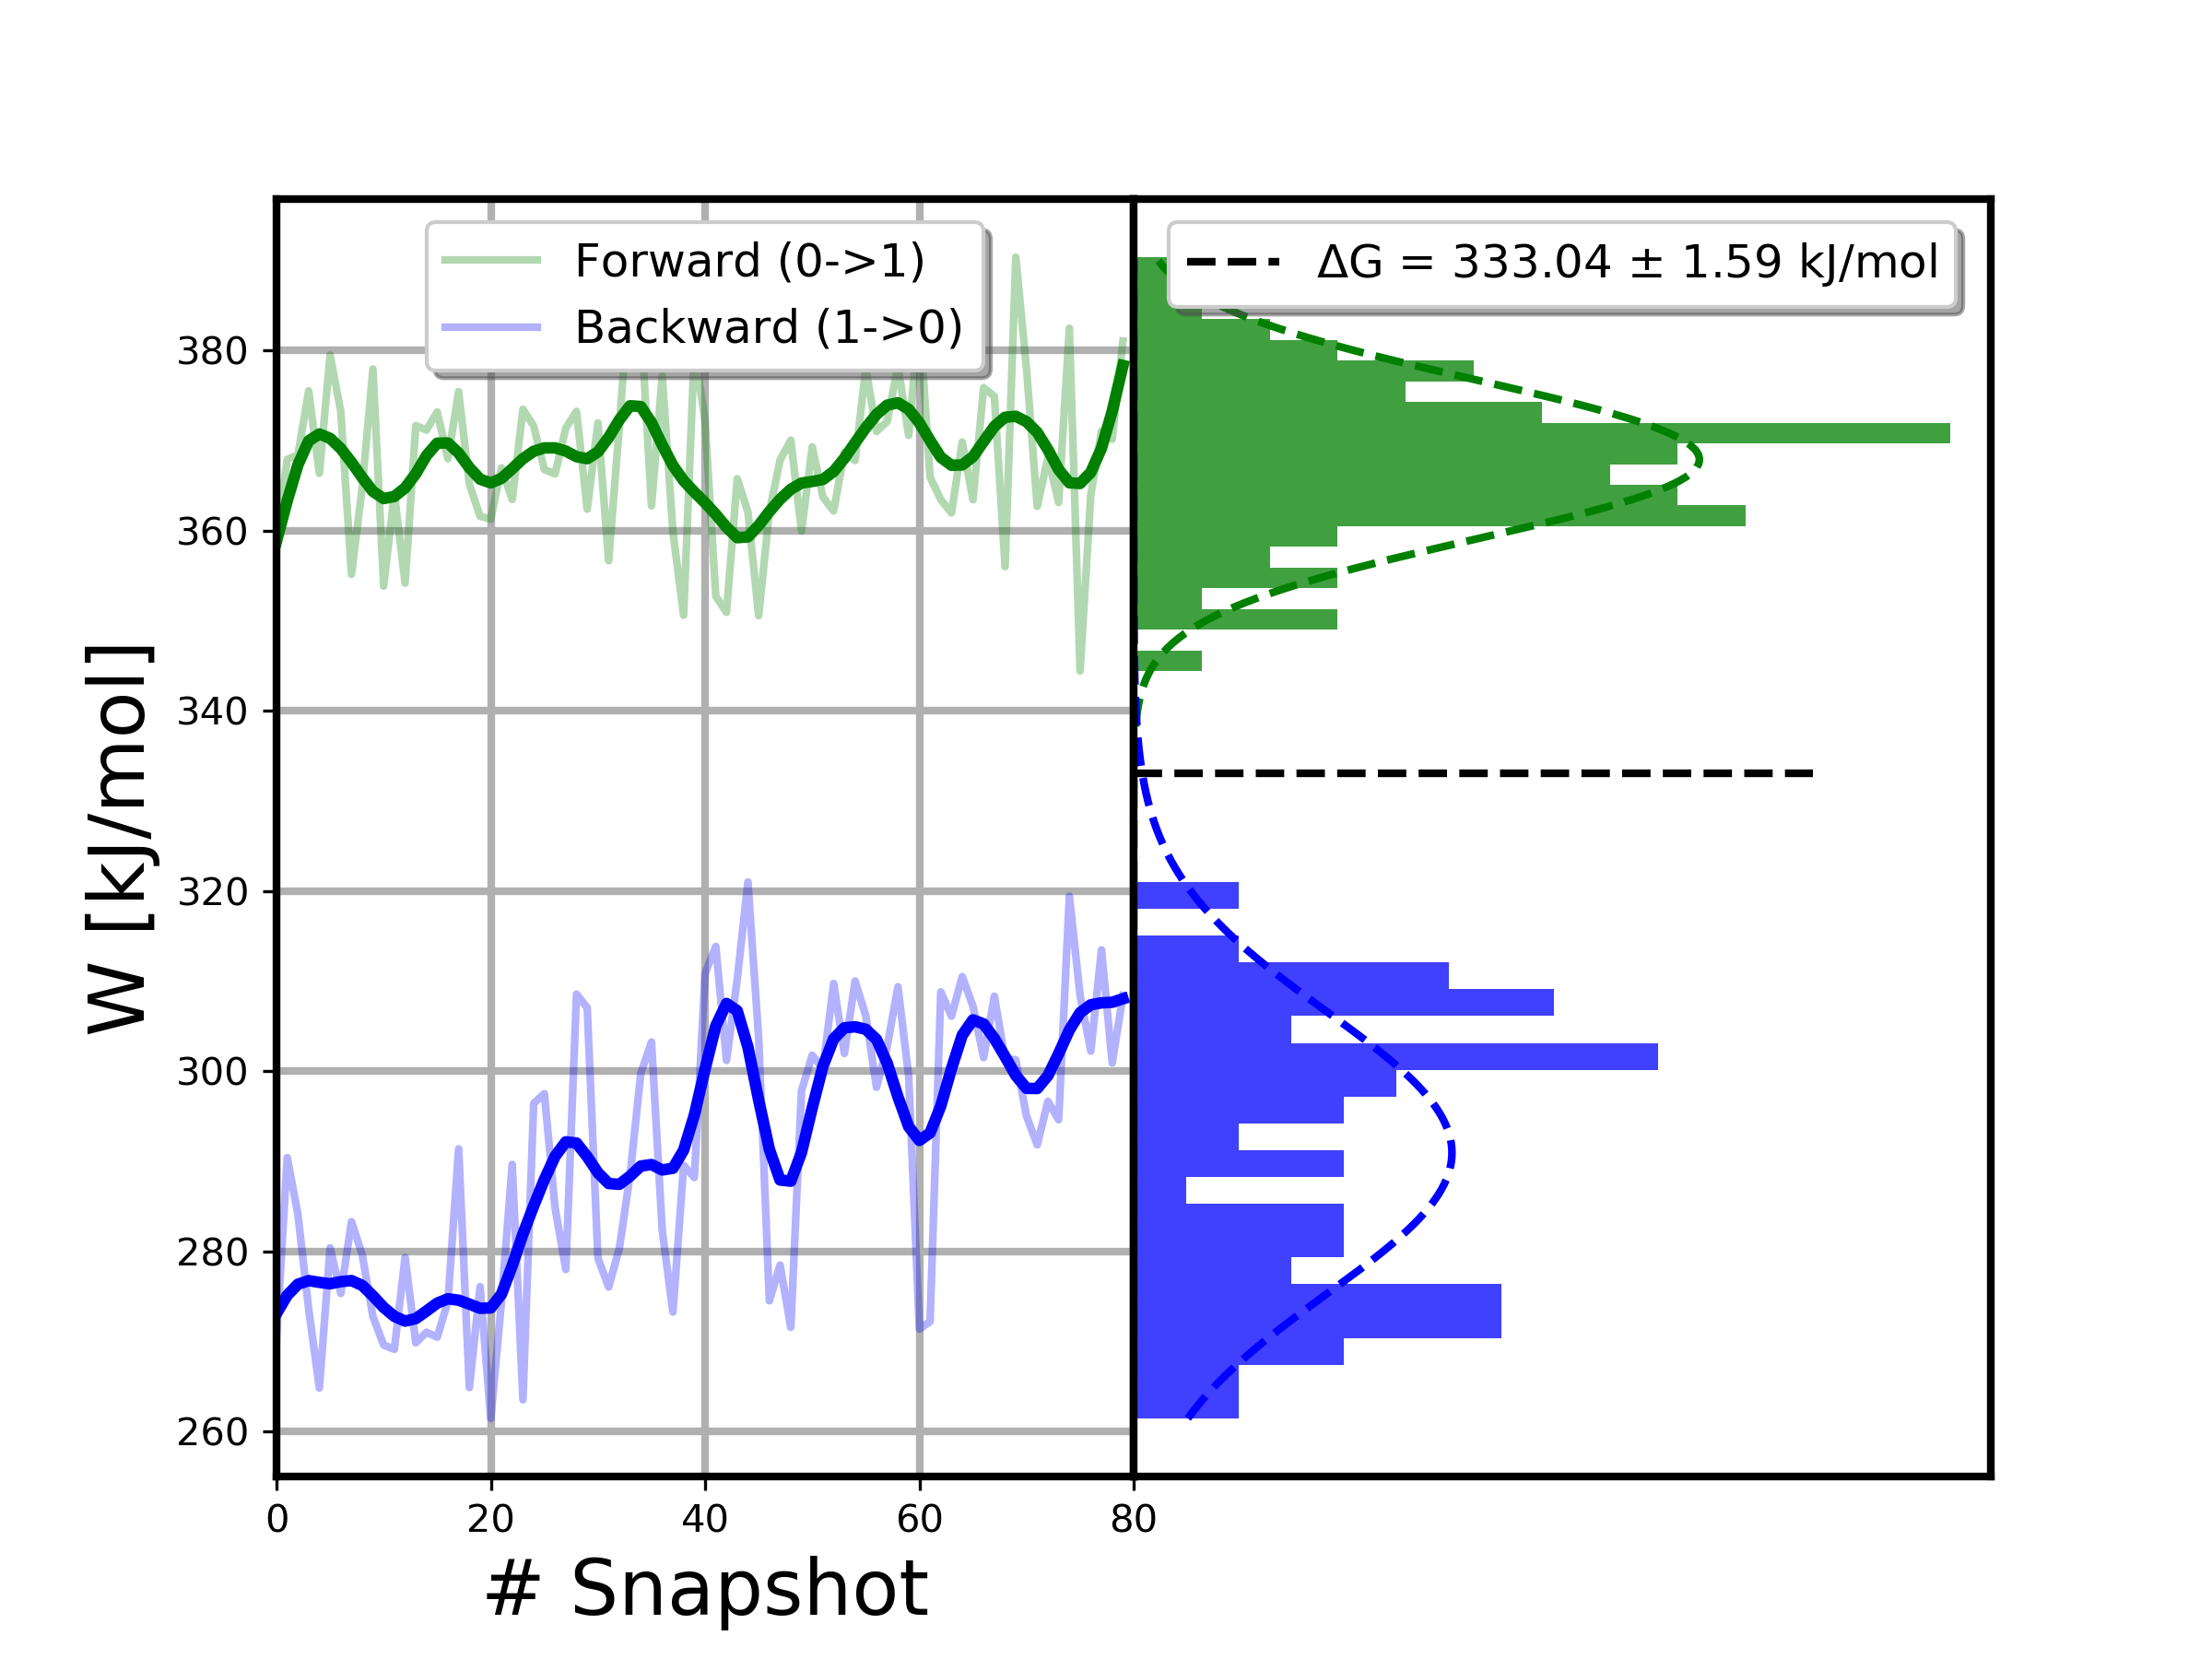 Forward (0->1)
Backward (1->0)
ΔG = 333.04 ± 1.59 kJ/mol
W [kJ/mol]
380
360
340
320
300
280
260
0 20 40 60 80
# Snapshot